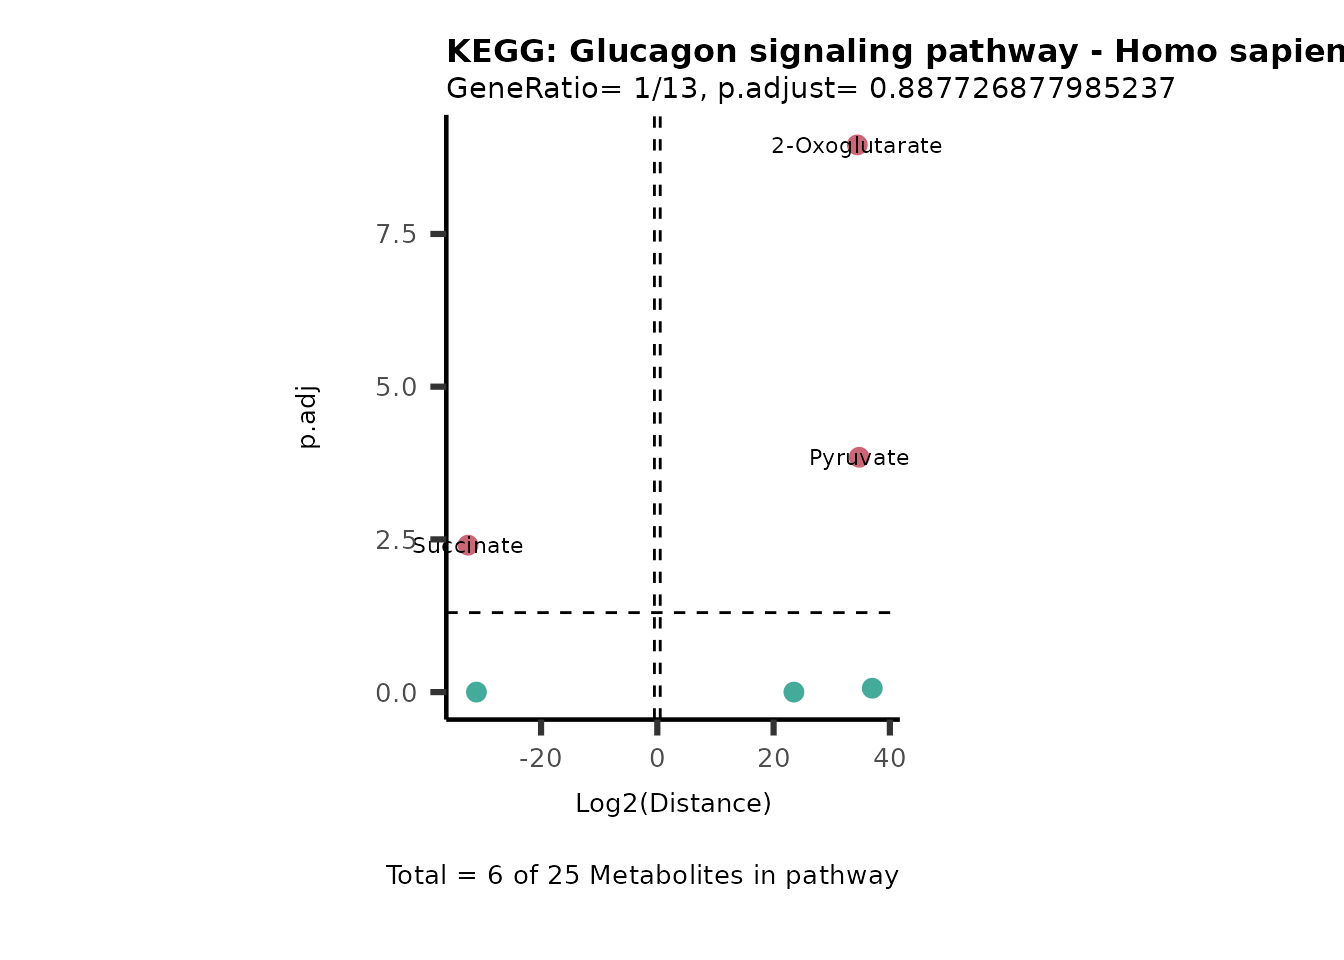 KEGG: Glucagon signaling pathway - Homo sapien
GeneRatio= 1/13, p.adjust= 0.887726877985237
2-Oxoglutarate
7.5
5.0
p.adj
Pyruvate
2.5
Succinate
0.0
-20 0 20 40
Log2(Distance)
Total = 6 of 25 Metabolites in pathway